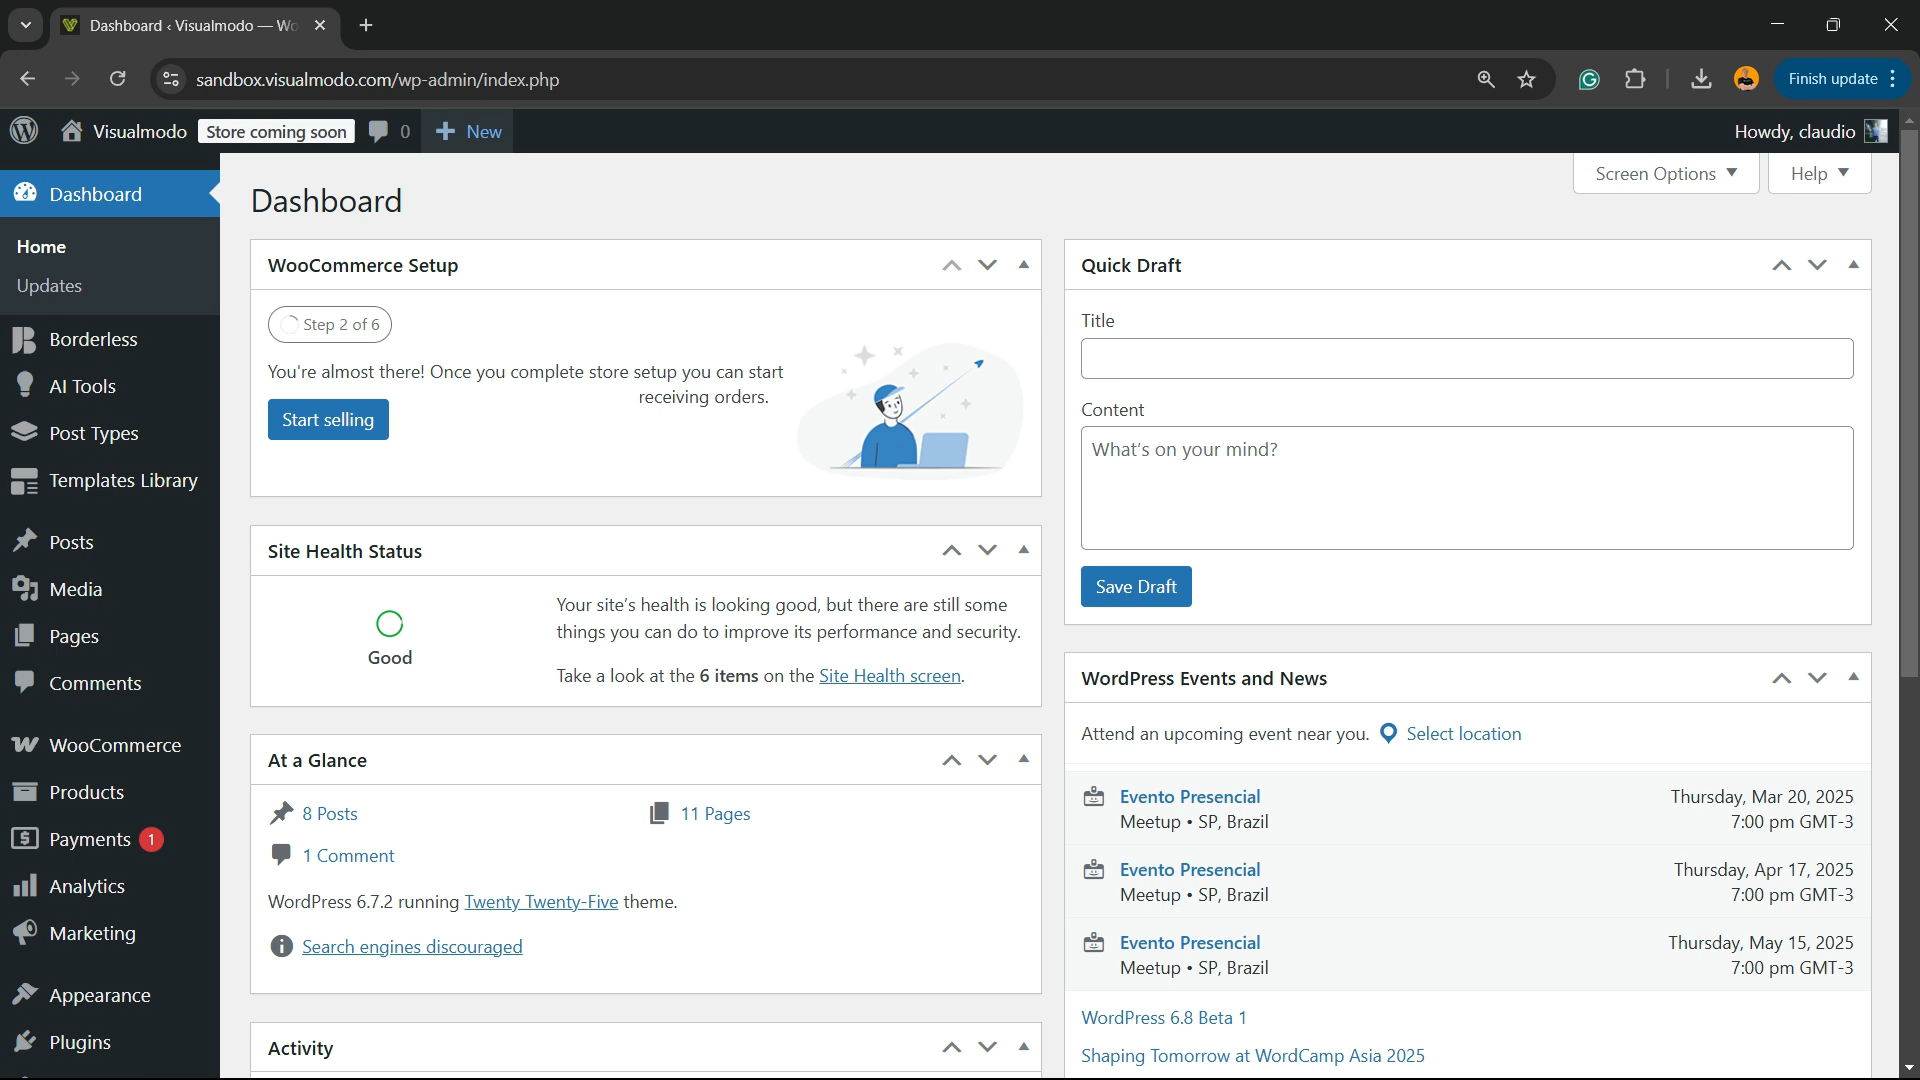 Dashboard ‹ Visualmodo — Wo
sandbox.visualmodo.com/wp-admin/index.php
Finish update
Visualmodo
Store coming soon
0
New
Howdy, claudio
Dashboard
Home
Updates
Borderless
AI Tools
Post Types
Templates Library
Posts
Media
Pages
Comments
WooCommerce
Products
Payments 1
Analytics
Marketing
Appearance
Plugins
Screen Options
Help
Dashboard
WooCommerce Setup
Step 2 of 6
You're almost there! Once you complete store setup you can start
receiving orders.
Start selling
Site Health Status
Good
Your site's health is looking good, but there are still some
things you can do to improve its performance and security.
Take a look at the 6 items on the Site Health screen.
At a Glance
8 Posts
11 Pages
1 Comment
WordPress 6.7.2 running Twenty Twenty-Five theme.
Search engines discouraged
Activity
Quick Draft
Title
Content
What's on your mind?
Save Draft
WordPress Events and News
Attend an upcoming event near you. Select location
Evento Presencial
Meetup • SP, Brazil
Thursday, Mar 20, 2025
7:00 pm GMT-3
Evento Presencial
Meetup • SP, Brazil
Thursday, Apr 17, 2025
7:00 pm GMT-3
Evento Presencial
Meetup • SP, Brazil
Thursday, May 15, 2025
7:00 pm GMT-3
WordPress 6.8 Beta 1
Shaping Tomorrow at WordCamp Asia 2025